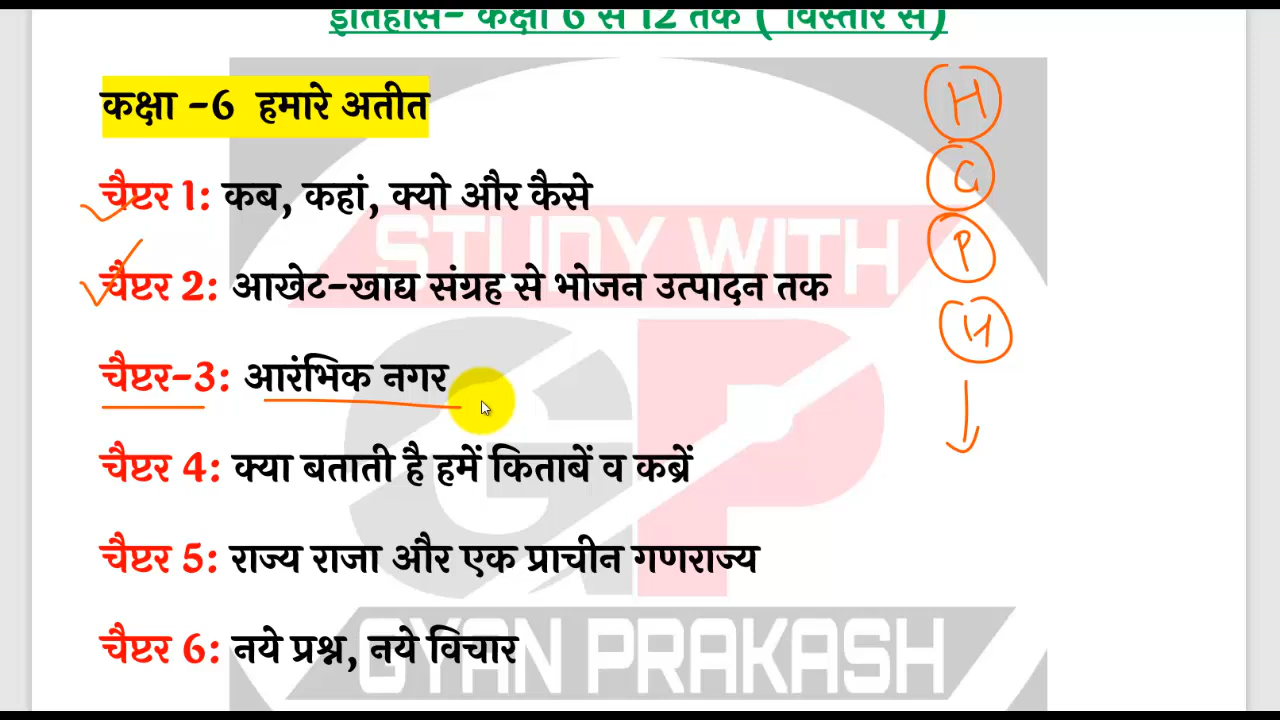 इतिहास- कक्षा 6 से 12 तक ( विस्तार से)
कक्षा -6 हमारे अतीत
चैप्टर 1: कब, कहां, क्यो और कैसे
चैप्टर 2: आखेट-खाद्य संग्रह से भोजन उत्पादन तक
चैप्टर-3: आरंभिक नगर
चैप्टर 4: क्या बताती है हमें किताबें व कब्रें
चैप्टर 5: राज्य राजा और एक प्राचीन गणराज्य
चैप्टर 6: नये प्रश्न, नये विचार
STUDY WITH
GP
GYAN PRAKASH
H
G
P